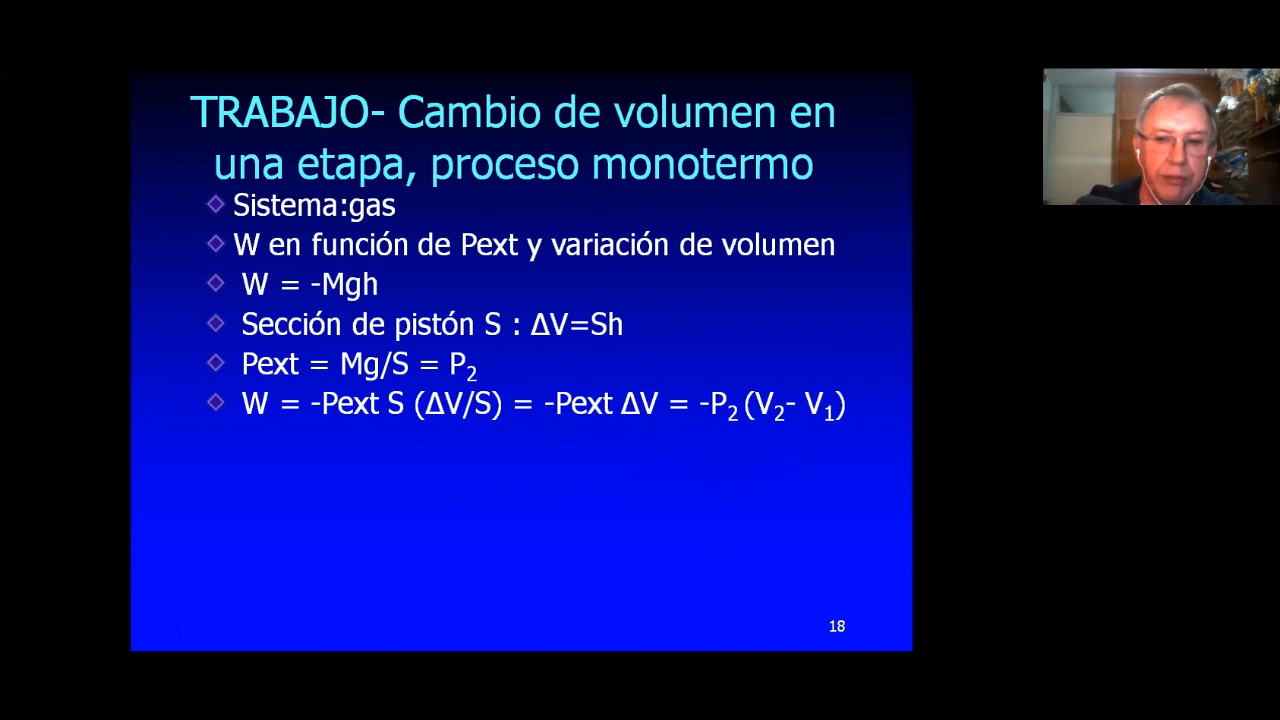 TRABAJO- Cambio de volumen en
una etapa, proceso monotermo
Sistema:gas
W en función de Pext y variación de volumen
W = -Mgh
Sección de pistón S : ΔV=Sh
Pext = Mg/S = P₂
W = -Pext S (ΔV/S) = -Pext ΔV = -P₂ (V₂- V₁)
18